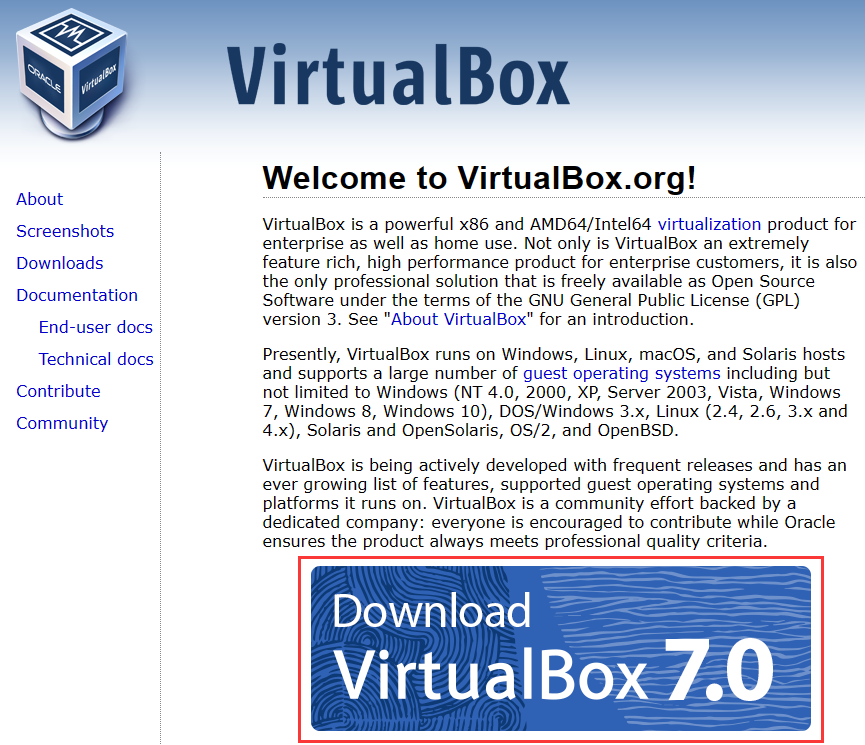 ORACLE
VirtualBox
VirtualBox
About
Screenshots
Downloads
Documentation
End-user docs
Technical docs
Contribute
Community
Welcome to VirtualBox.org!
VirtualBox is a powerful x86 and AMD64/Intel64 virtualization product for
enterprise as well as home use. Not only is VirtualBox an extremely
feature rich, high performance product for enterprise customers, it is also
the only professional solution that is freely available as Open Source
Software under the terms of the GNU General Public License (GPL)
version 3. See "About VirtualBox" for an introduction.
Presently, VirtualBox runs on Windows, Linux, macOS, and Solaris hosts
and supports a large number of guest operating systems including but
not limited to Windows (NT 4.0, 2000, XP, Server 2003, Vista, Windows
7, Windows 8, Windows 10), DOS/Windows 3.x, Linux (2.4, 2.6, 3.x and
4.x), Solaris and OpenSolaris, OS/2, and OpenBSD.
VirtualBox is being actively developed with frequent releases and has an
ever growing list of features, supported guest operating systems and
platforms it runs on. VirtualBox is a community effort backed by a
dedicated company: everyone is encouraged to contribute while Oracle
ensures the product always meets professional quality criteria.
Download
VirtualBox 7.0